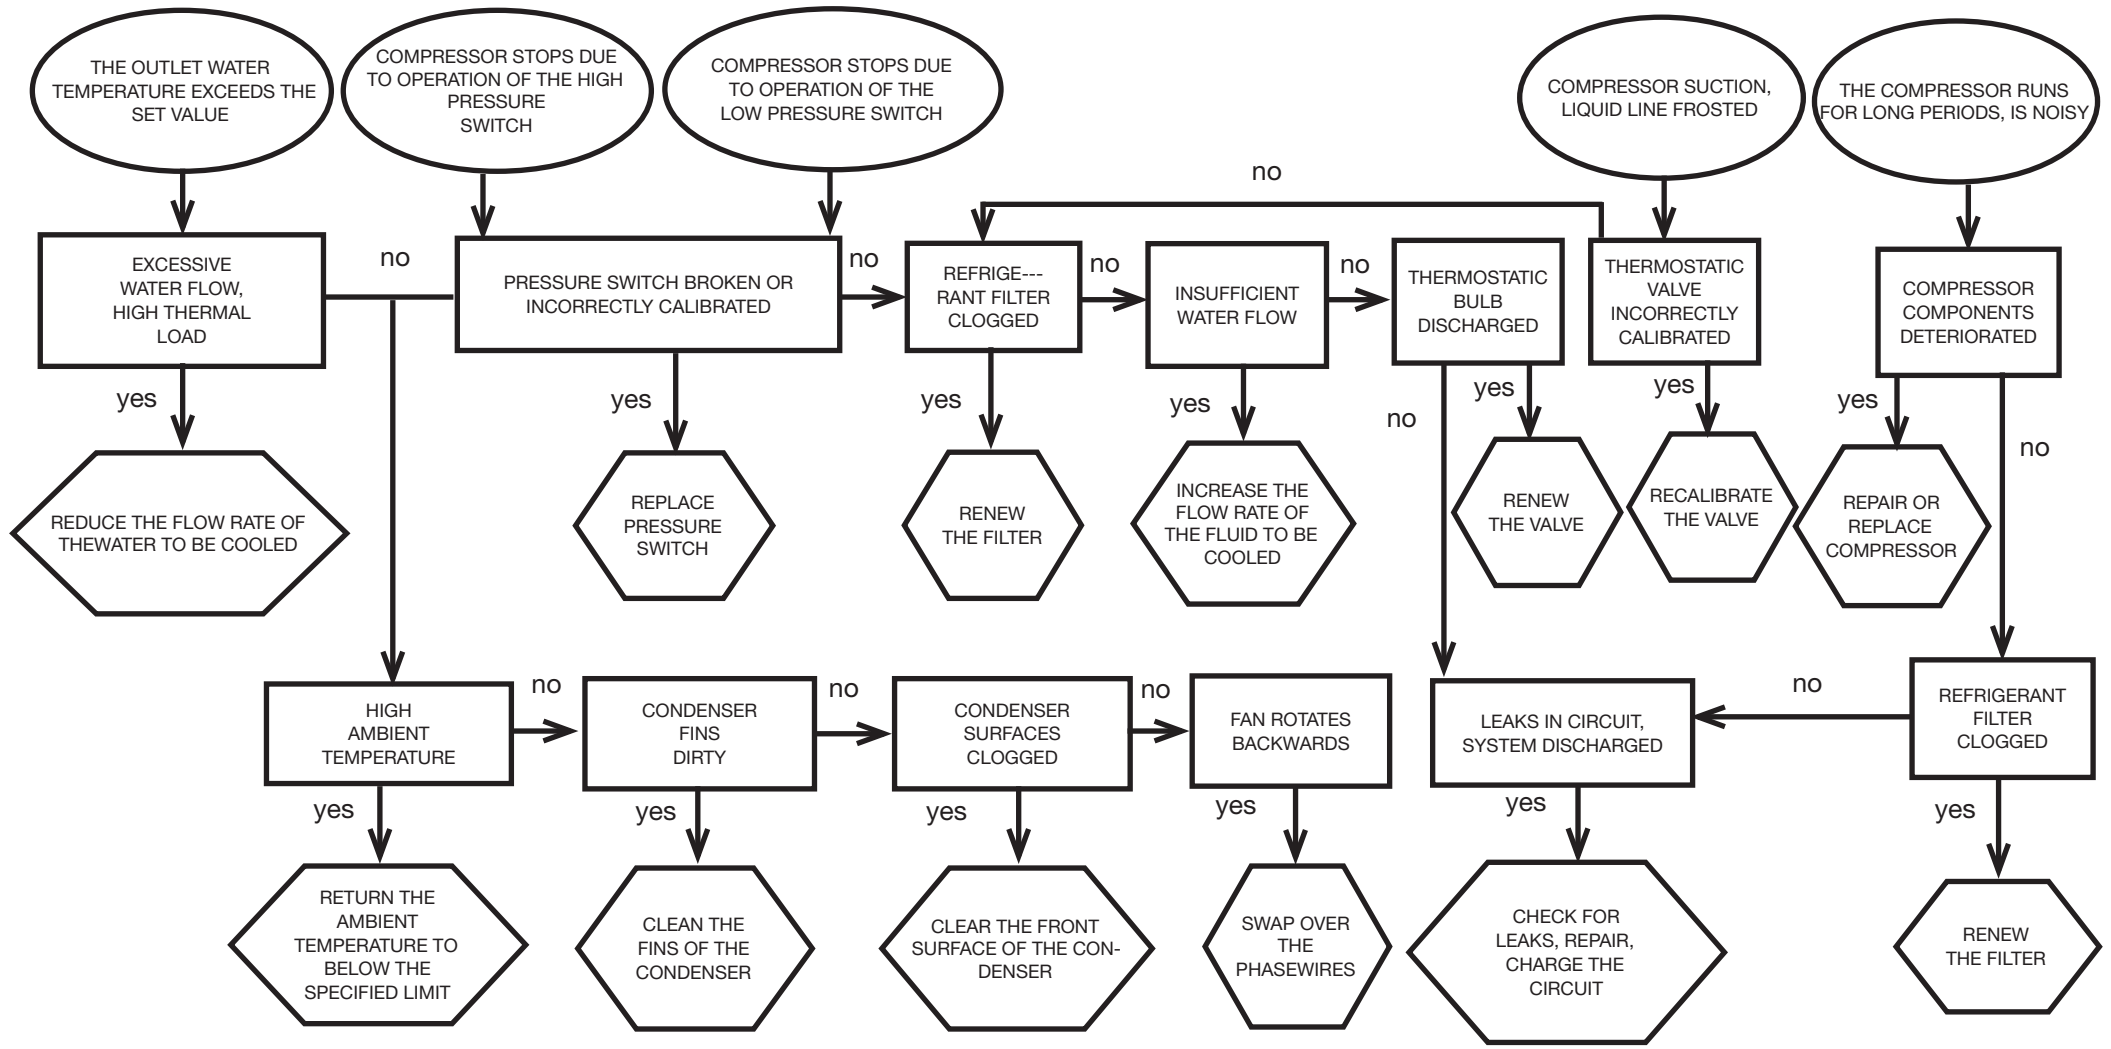 THE OUTLET WATER
TEMPERATURE EXCEEDS THE
SET VALUE
COMPRESSOR STOPS DUE
TO OPERATION OF THE HIGH
PRESSURE
SWITCH
COMPRESSOR STOPS DUE
TO OPERATION OF THE
LOW PRESSURE SWITCH
COMPRESSOR SUCTION,
LIQUID LINE FROSTED
THE COMPRESSOR RUNS
FOR LONG PERIODS, IS NOISY
no
EXCESSIVE
WATER FLOW,
HIGH THERMAL
LOAD
no
PRESSURE SWITCH BROKEN OR
INCORRECTLY CALIBRATED
no
REFRIGE---
RANT FILTER
CLOGGED
no
INSUFFICIENT
WATER FLOW
no
THERMOSTATIC
BULB
DISCHARGED
THERMOSTATIC
VALVE
INCORRECTLY
CALIBRATED
COMPRESSOR
COMPONENTS
DETERIORATED
yes
yes
yes
yes
no
yes
yes
yes
no
REDUCE THE FLOW RATE OF
THEWATER TO BE COOLED
REPLACE
PRESSURE
SWITCH
RENEW
THE FILTER
INCREASE THE
FLOW RATE OF
THE FLUID TO BE
COOLED
RENEW
THE VALVE
RECALIBRATE
THE VALVE
REPAIR OR
REPLACE
COMPRESSOR
HIGH
AMBIENT
TEMPERATURE
no
CONDENSER
FINS
DIRTY
no
CONDENSER
SURFACES
CLOGGED
no
FAN ROTATES
BACKWARDS
LEAKS IN CIRCUIT,
SYSTEM DISCHARGED
no
REFRIGERANT
FILTER
CLOGGED
yes
yes
yes
yes
yes
yes
RETURN THE
AMBIENT
TEMPERATURE TO
BELOW THE
SPECIFIED LIMIT
CLEAN THE
FINS OF THE
CONDENSER
CLEAR THE FRONT
SURFACE OF THE CON-
DENSER
SWAP OVER
THE
PHASEWIRES
CHECK FOR
LEAKS, REPAIR,
CHARGE THE
CIRCUIT
RENEW
THE FILTER